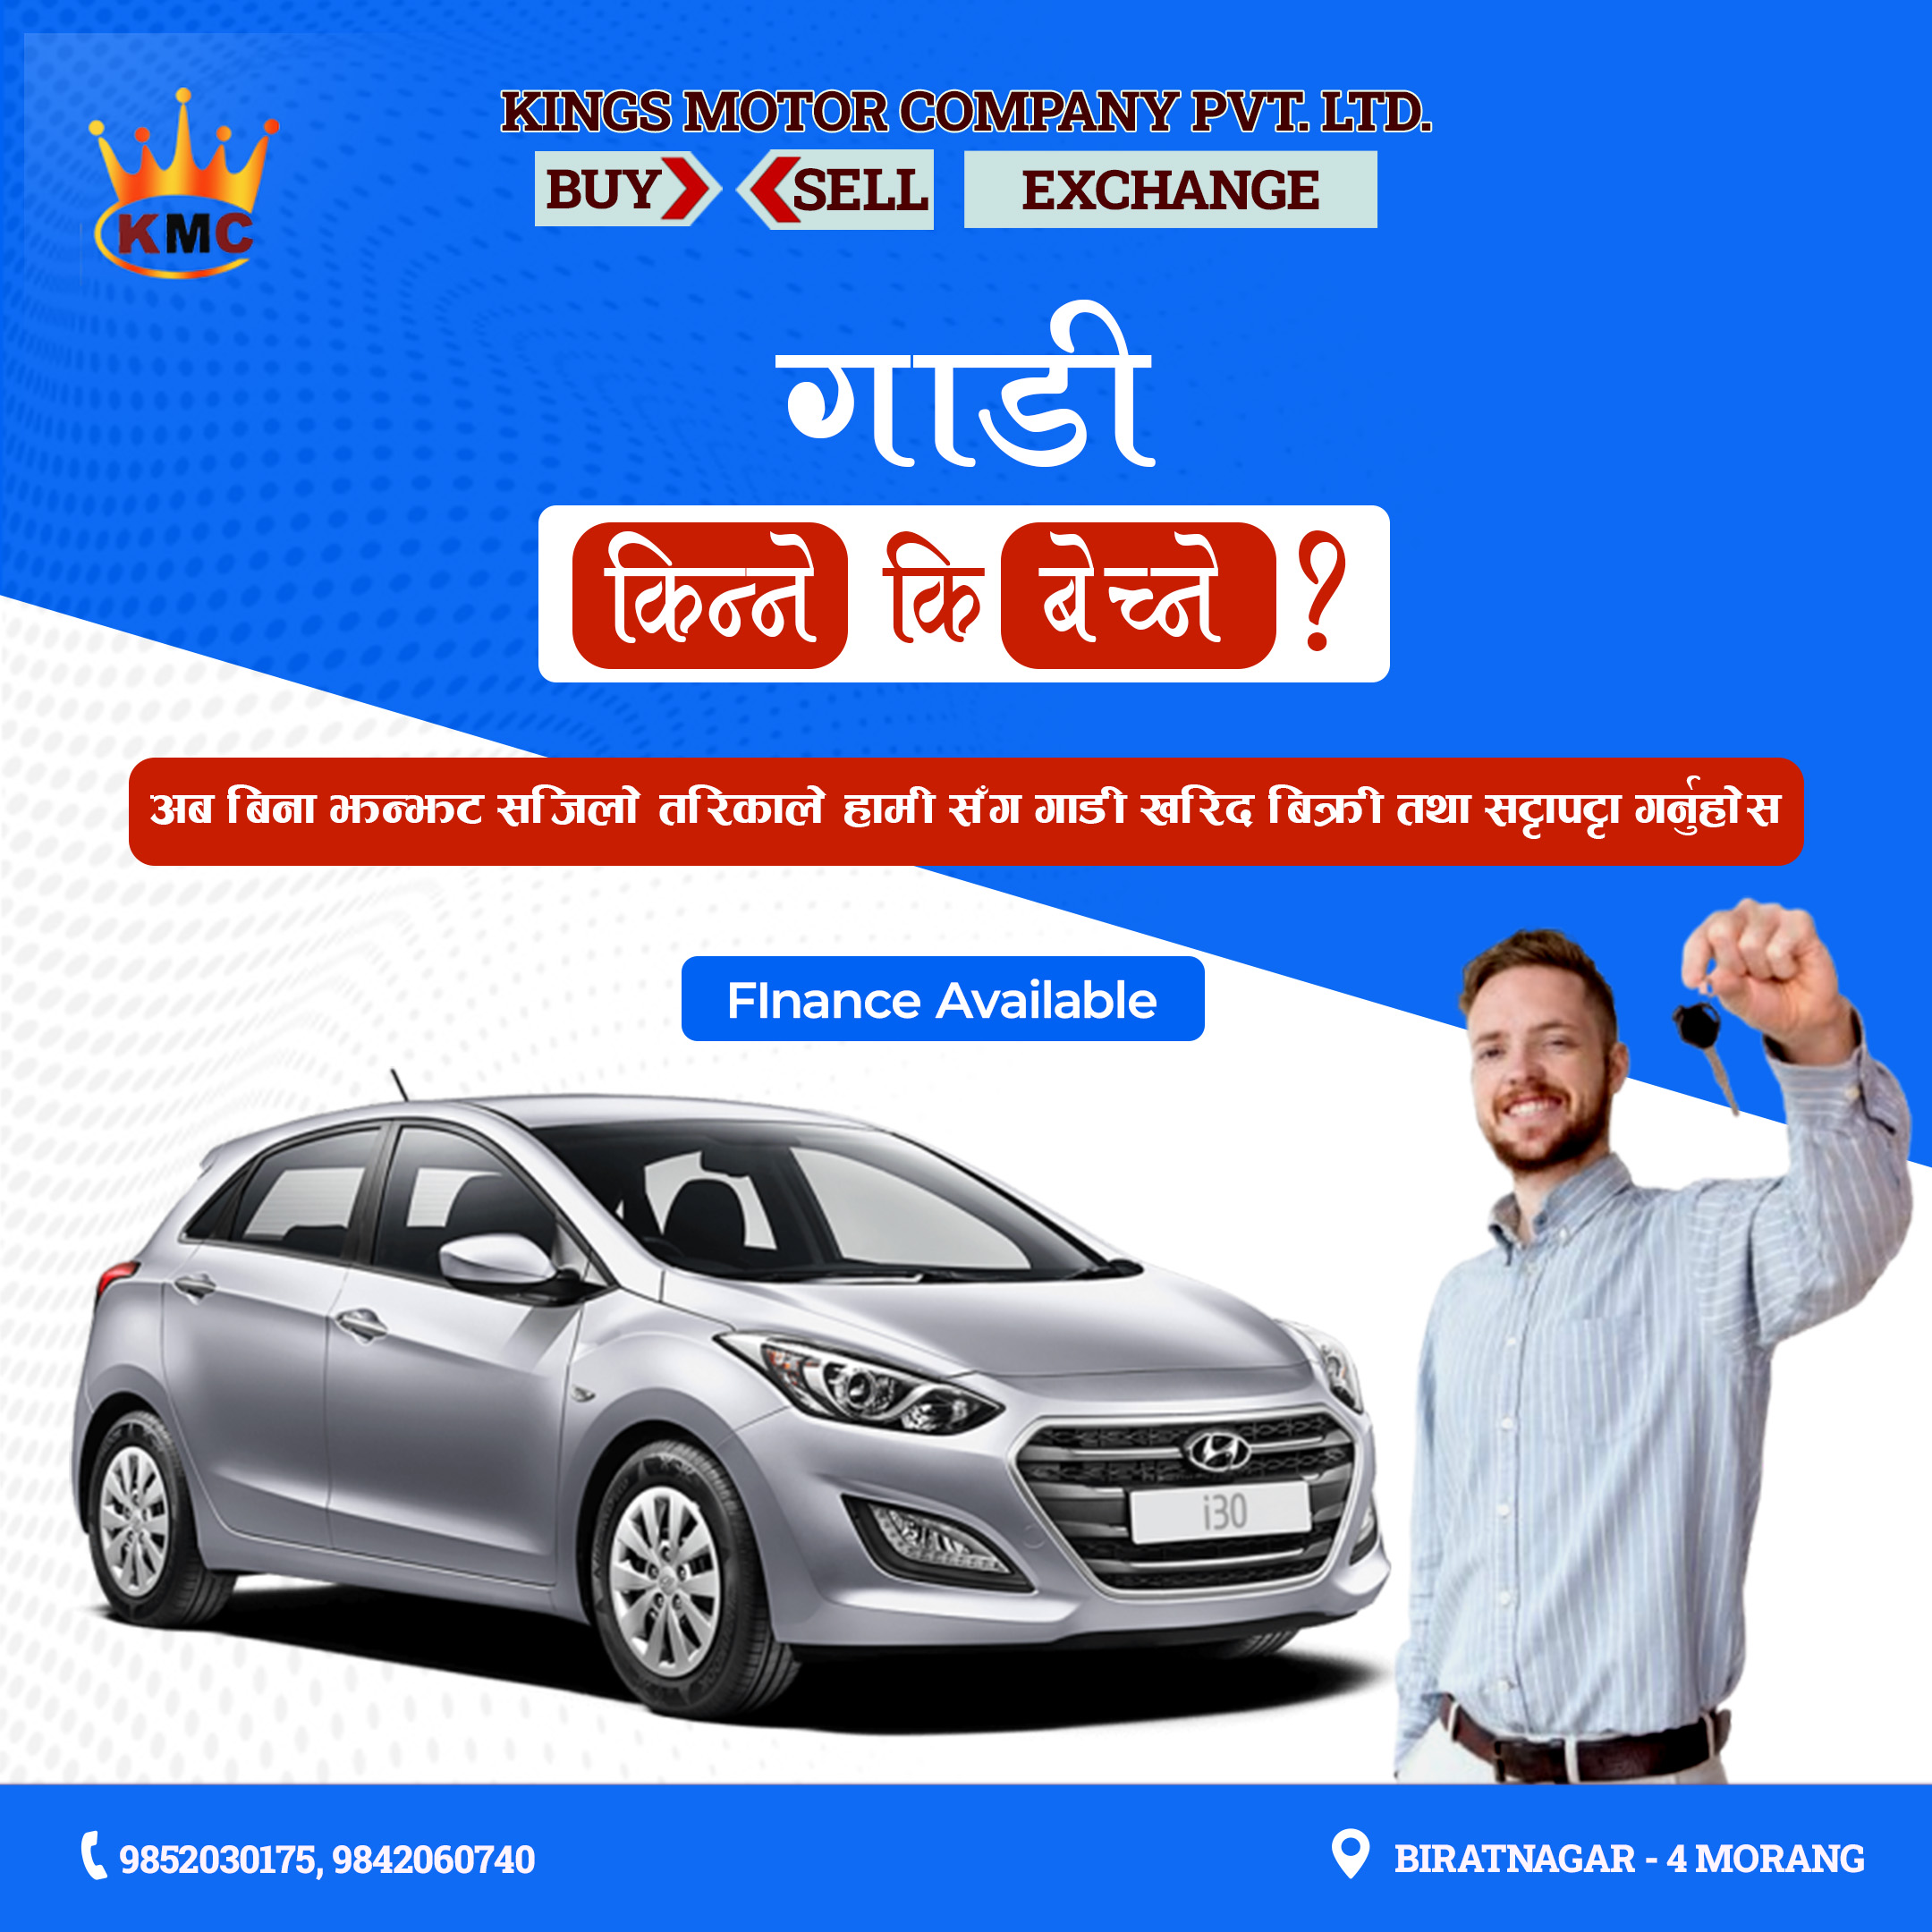 KMC
KINGS MOTOR COMPANY PVT. LTD.
BUY SELL EXCHANGE
गाडी
किन्ने कि बेच्ने ?
अब बिना झन्झट सजिलो तरिकाले हामी सँग गाडी खरिद बिक्री तथा सट्टापट्टा गर्नुहोस
FInance Available
i30
9852030175, 9842060740
BIRATNAGAR - 4 MORANG